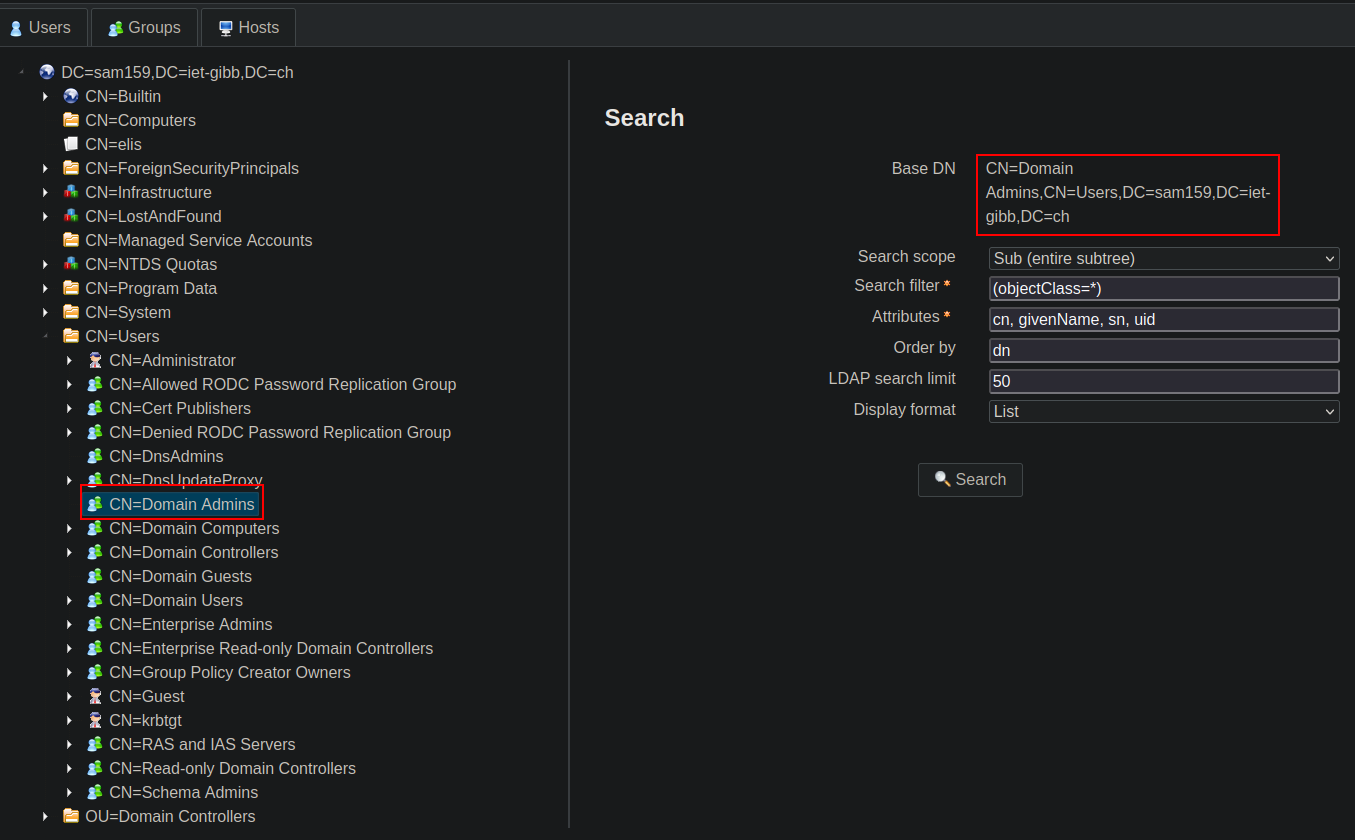 Users
Groups
Hosts
DC=sam159,DC=iet-gibb,DC=ch
CN=Builtin
CN=Computers
CN=elis
CN=ForeignSecurityPrincipals
CN=Infrastructure
CN=LostAndFound
CN=Managed Service Accounts
CN=NTDS Quotas
CN=Program Data
CN=System
CN=Users
CN=Administrator
CN=Allowed RODC Password Replication Group
CN=Cert Publishers
CN=Denied RODC Password Replication Group
CN=DnsAdmins
CN=DnsUpdateProxy
CN=Domain Admins
CN=Domain Computers
CN=Domain Controllers
CN=Domain Guests
CN=Domain Users
CN=Enterprise Admins
CN=Enterprise Read-only Domain Controllers
CN=Group Policy Creator Owners
CN=Guest
CN=krbtgt
CN=RAS and IAS Servers
CN=Read-only Domain Controllers
CN=Schema Admins
OU=Domain Controllers
Search
Base DN
CN=Domain
Admins,CN=Users,DC=sam159,DC=iet-
gibb,DC=ch
Search scope
Sub (entire subtree)
Search filter *
(objectClass=*)
Attributes *
cn, givenName, sn, uid
Order by
dn
LDAP search limit
50
Display format
List
Search